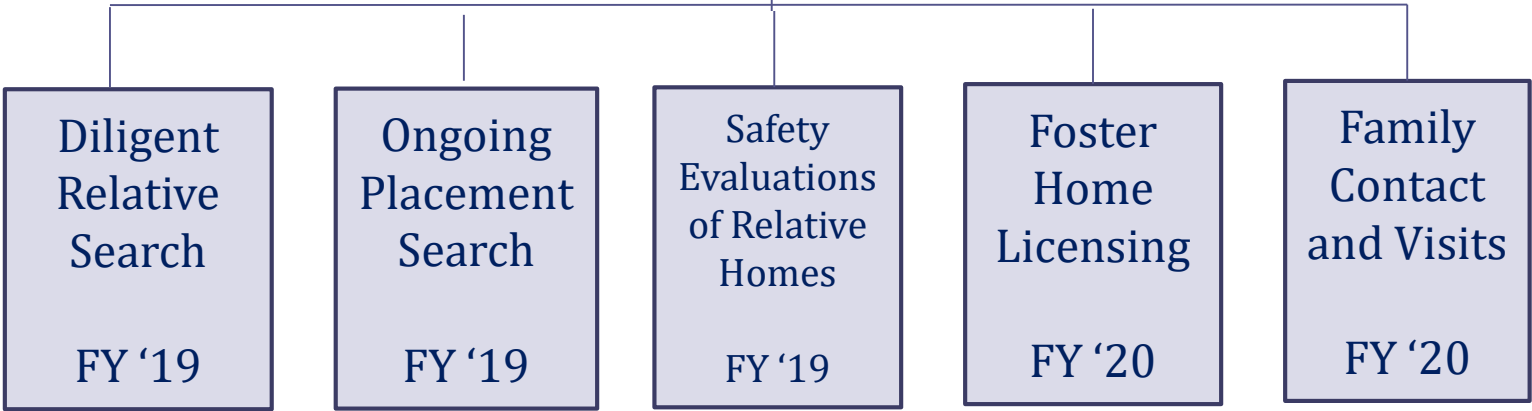 Diligent
Relative
Search
FY ‘19
Ongoing
Placement
Search
FY ‘19
Safety
Evaluations
of Relative
Homes
FY ‘19
Foster
Home
Licensing
FY ‘20
Family
Contact
and Visits
FY ‘20